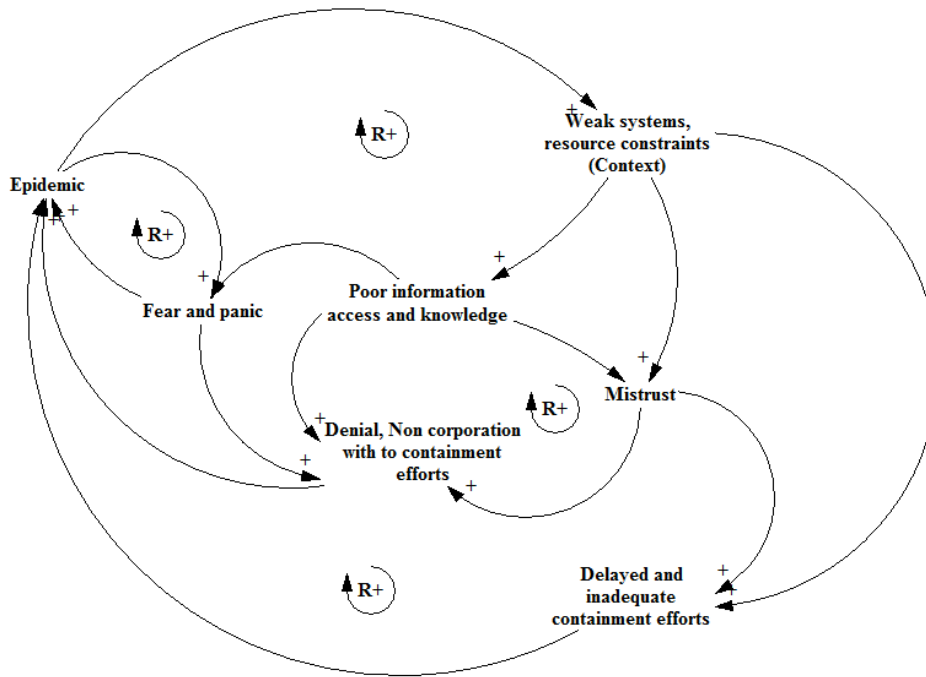 +
Weak systems,
resource constraints
(Context)
R+
Epidemic
+
+
R+
+
+
Fear and panic
Poor information
access and knowledge
+
Mistrust
R+
+
Denial, Non corporation
with to containment
efforts
+
+
R+
+
+
Delayed and
inadequate
containment efforts